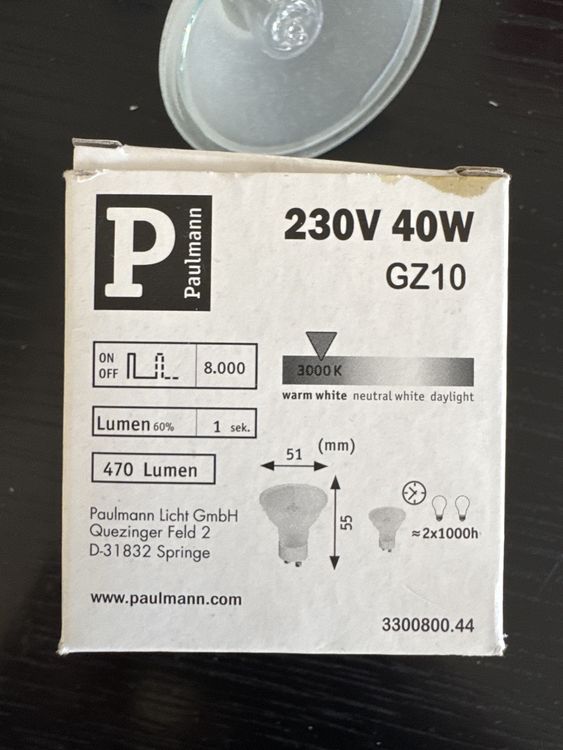 P Paulmann
230V 40W
GZ10
ON
OFF
8.000
3000 K
warm white neutral white daylight
Lumen 60% 1 sek.
470 Lumen
(mm)
51
55
≈2x1000h
Paulmann Licht GmbH
Quezinger Feld 2
D-31832 Springe
www.paulmann.com
3300800.44